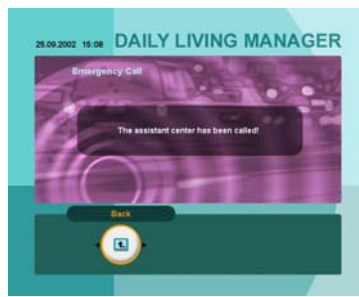 25.09.2002 15:08 DAILY LIVING MANAGER
Emergency Call
The assistant center has been called!
Back